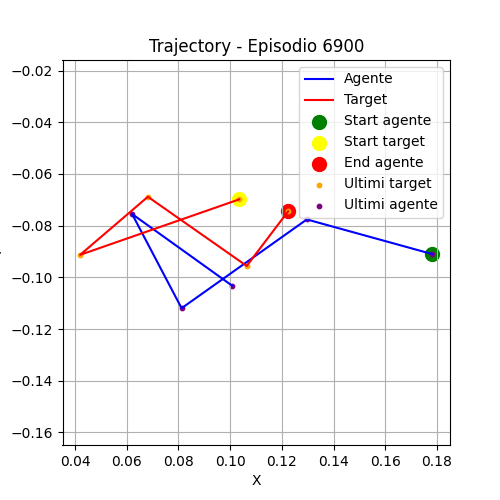 Trajectory - Episodio 6900
−0.02
−0.04
−0.06
−0.08
−0.10
−0.12
−0.14
−0.16
Agente
Target
Start agente
Start target
End agente
Ultimi target
Ultimi agente
0.04 0.06 0.08 0.10 0.12 0.14 0.16 0.18
X